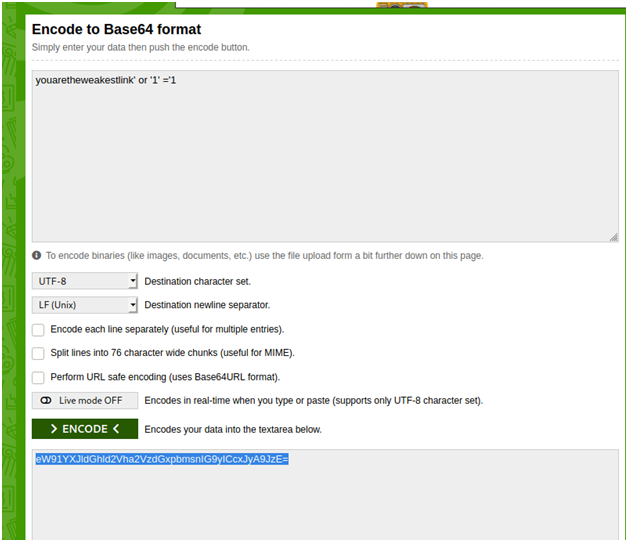 Encode to Base64 format
Simply enter your data then push the encode button.
youaretheweakestlink' or '1' ='1
To encode binaries (like images, documents, etc.) use the file upload form a bit further down on this page.
UTF-8 Destination character set.
LF (Unix) Destination newline separator.
Encode each line separately (useful for multiple entries).
Split lines into 76 character wide chunks (useful for MIME).
Perform URL safe encoding (uses Base64URL format).
Live mode OFF Encodes in real-time when you type or paste (supports only UTF-8 character set).
> ENCODE < Encodes your data into the textarea below.
eW91YXJldGhld2Vha2VzdGxpbmsnIG9yICcxJyA9JzE=